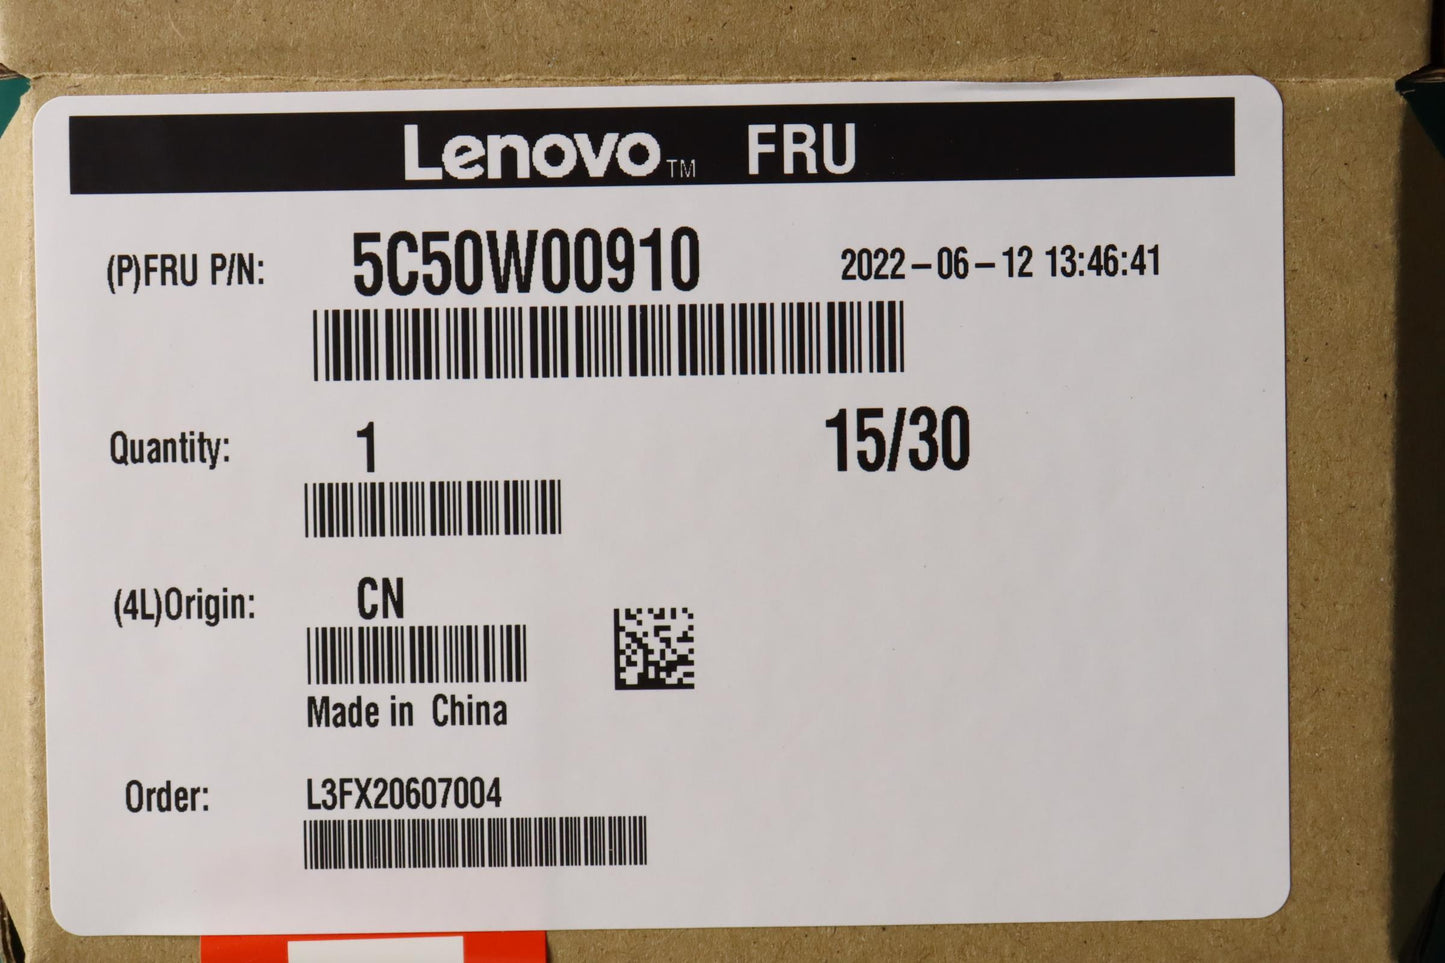 Lenovo™ FRU
(P)FRU P/N: 5C50W00910 2022-06-12 13:46:41
Quantity: 1 15/30
(4L)Origin: CN
Made in China
Order: L3FX20607004